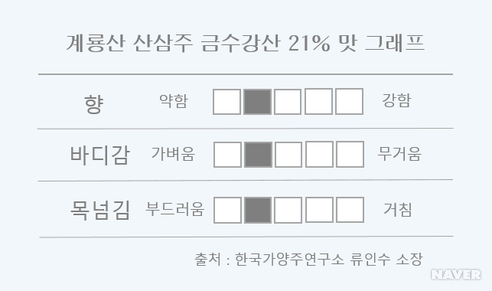 계룡산 산삼주 금수강산 21% 맛 그래프
향 약함 강함
바디감 가벼움 무거움
목넘김 부드러움 거침
출처 : 한국가양주연구소 류인수 소장
NAVER